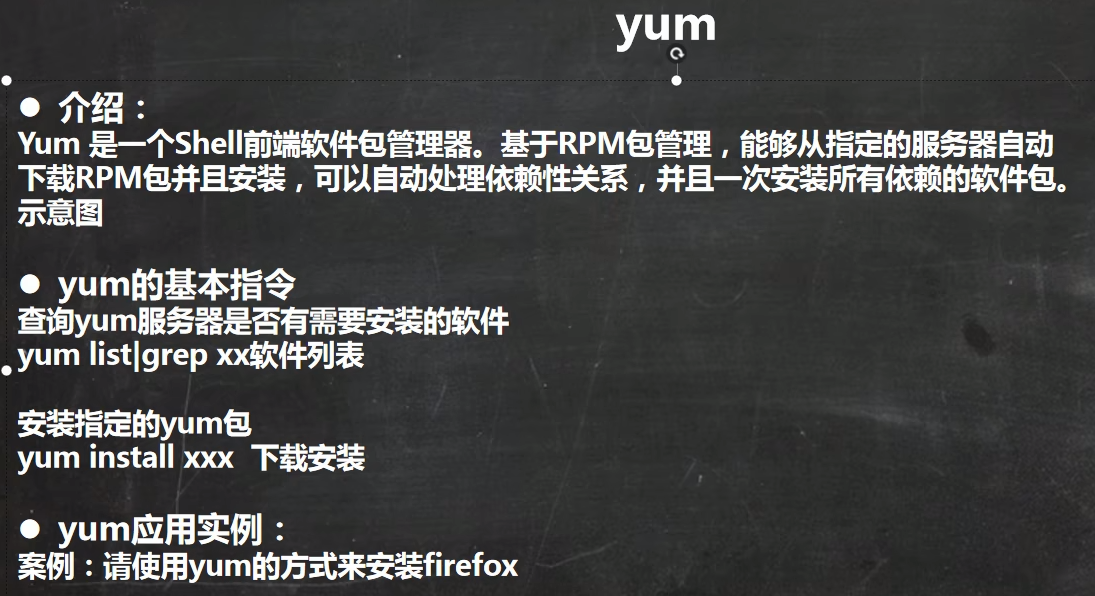 yum
● 介绍：
Yum 是一个Shell前端软件包管理器。基于RPM包管理，能够从指定的服务器自动
下载RPM包并且安装，可以自动处理依赖性关系，并且一次安装所有依赖的软件包。
示意图
● yum的基本指令
查询yum服务器是否有需要安装的软件
yum list|grep xx软件列表
安装指定的yum包
yum install xxx 下载安装
● yum应用实例：
案例：请使用yum的方式来安装firefox